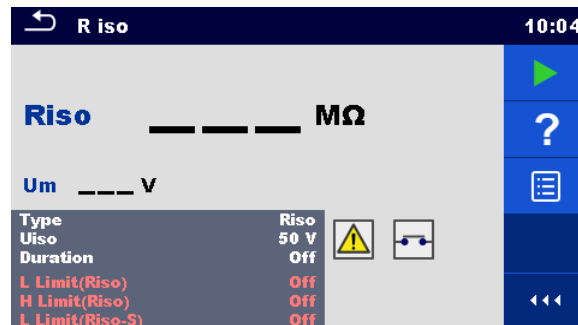 R iso 10:04
Riso _ _ _ MΩ
?
Um _ _ _ V
Type Riso
Uiso 50 V
Duration Off
L Limit(Riso) Off
H Limit(Riso) Off
L Limit(Riso-S) Off